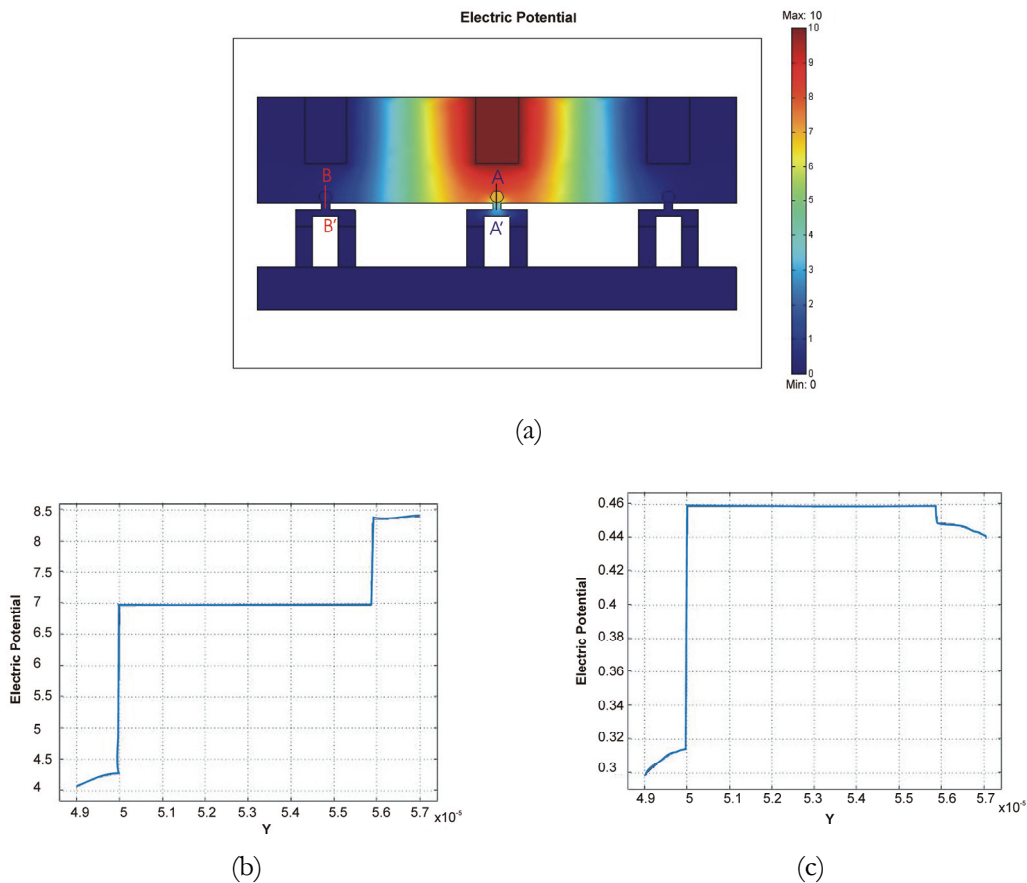 Electric Potential
Max: 10
10
9
8
7
6
5
4
3
2
1
0
Min: 0
B
A
B'
A'
(a)
8.5
8
7.5
7
6.5
6
5.5
5
4.5
4
Electric Potential
4.9 5 5.1 5.2 5.3 5.4 5.5 5.6 5.7
x10⁻⁵
Y
(b)
0.46
0.44
0.42
0.4
0.38
0.36
0.34
0.32
0.3
Electric Potential
4.9 5 5.1 5.2 5.3 5.4 5.5 5.6 5.7
x10⁻⁵
Y
(c)